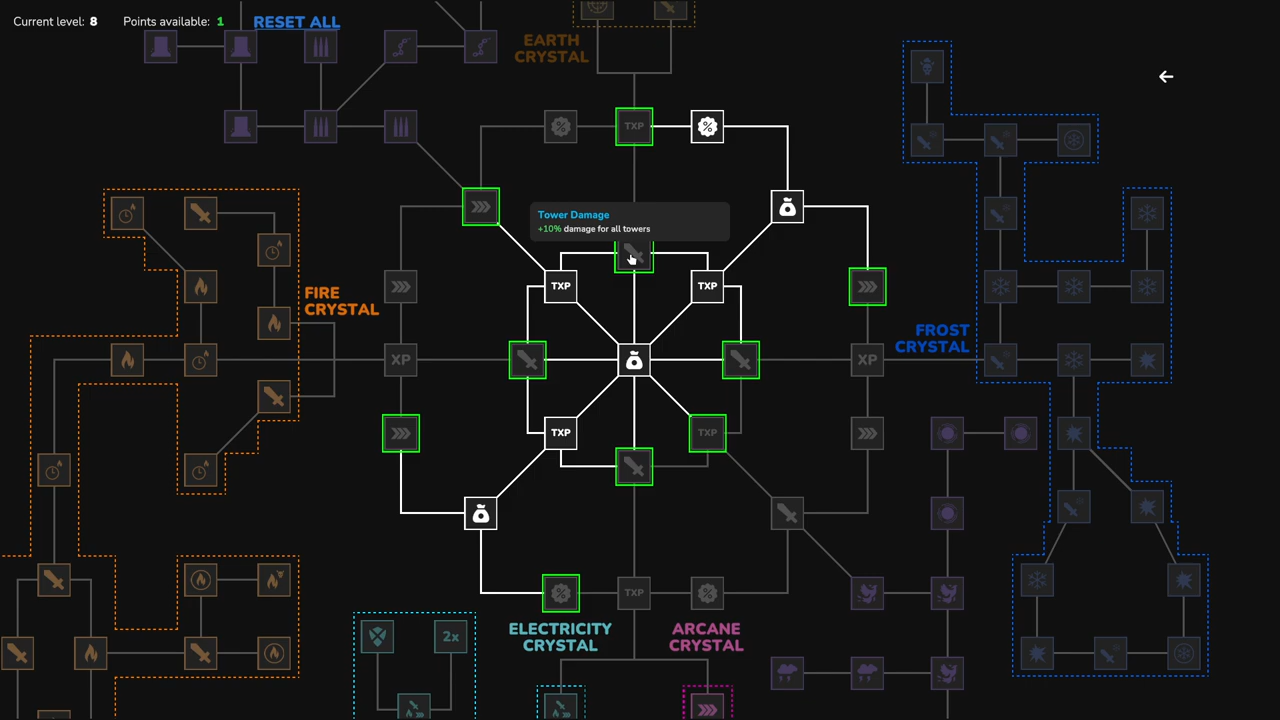 Current level: 8
Points available: 1
RESET ALL
EARTH
CRYSTAL
TXP
Tower Damage
+10% damage for all towers
TXP
TXP
FIRE
CRYSTAL
FROST
CRYSTAL
XP
XP
TXP
TXP
TXP
ELECTRICITY
CRYSTAL
ARCANE
CRYSTAL
2x